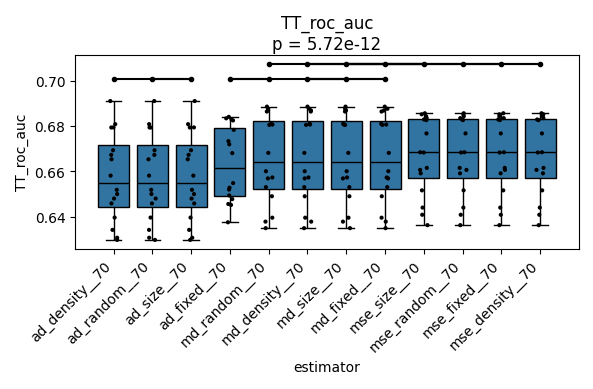 TT_roc_auc
p = 5.72e-12
TT_roc_auc
0.70
0.68
0.66
0.64
ad_density__70
ad_random__70
ad_size__70
ad_fixed__70
md_random__70
md_density__70
md_size__70
md_fixed__70
mse_size__70
mse_random__70
mse_fixed__70
mse_density__70
estimator